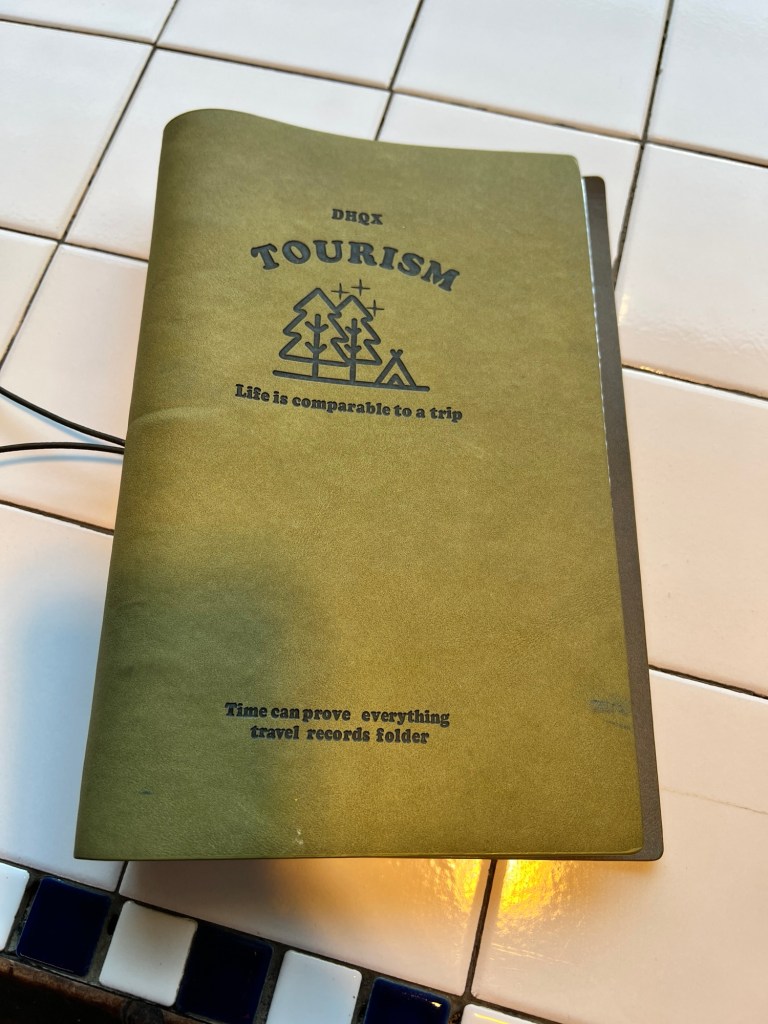 DHQX
TOURISM
Life is comparable to a trip
Time can prove everything
travel records folder